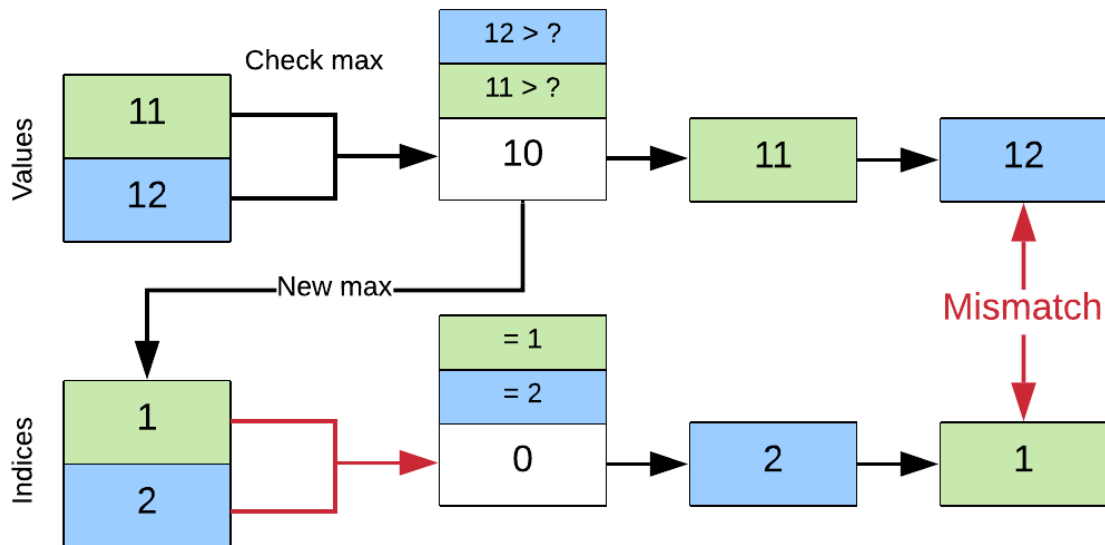 Values
11
12
Check max
12 > ?
11 > ?
10
11
12
New max
Mismatch
Indices
1
2
= 1
= 2
0
2
1